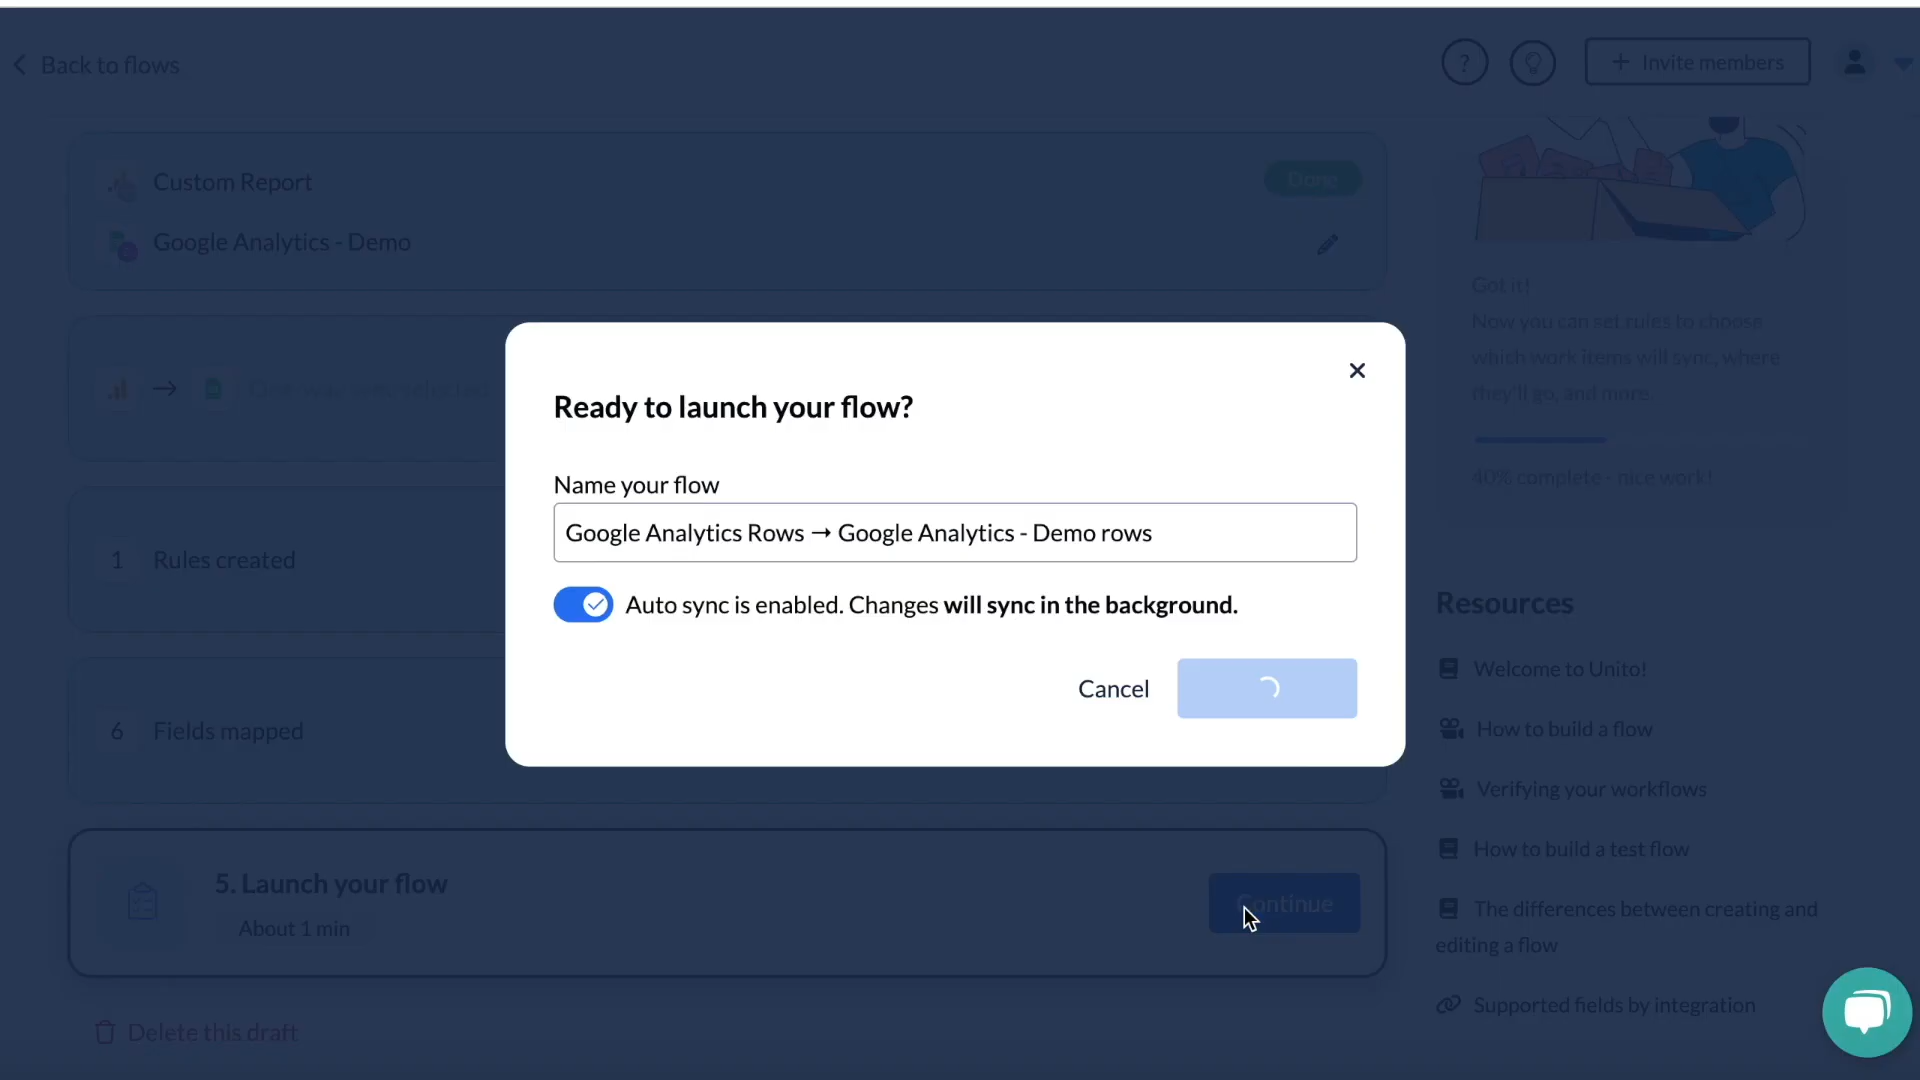 Back to flows
?
+ Invite members
Custom Report
Done
Google Analytics - Demo
Got it!
Now you can set rules to choose
which work items will sync, where
they'll go, and more.
40% complete - nice work!
→ One-way sync selected
1 Rules created
6 Fields mapped
Ready to launch your flow?
Name your flow
Google Analytics Rows → Google Analytics - Demo rows
Auto sync is enabled. Changes will sync in the background.
Cancel
5. Launch your flow
About 1 min
Continue
Delete this draft
Resources
Welcome to Unito!
How to build a flow
Verifying your workflows
How to build a test flow
The differences between creating and
editing a flow
Supported fields by integration